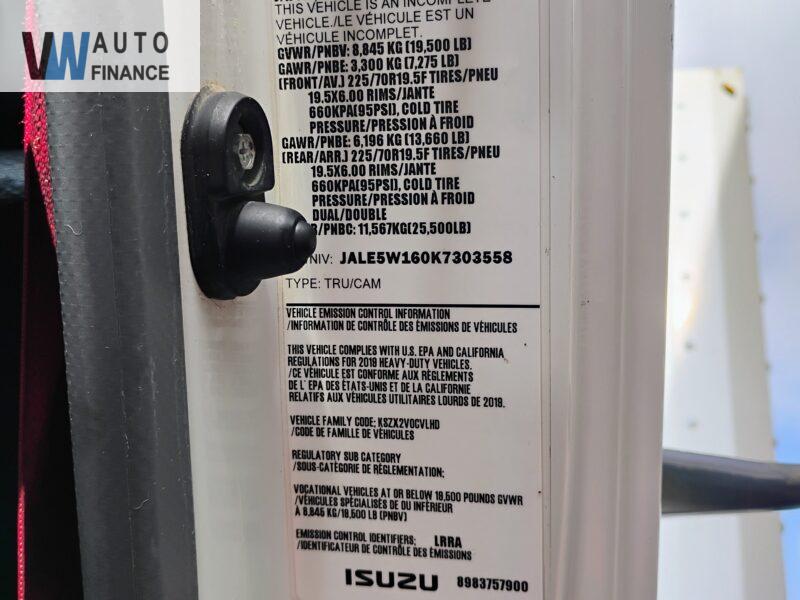 VW AUTO
FINANCE
THIS VEHICLE IS AN INCOMPLETE
VEHICLE./LE VÉHICULE EST UN
VÉHICULE INCOMPLET.
GVWR/PNBV: 8,845 KG (19,500 LB)
GAWR/PNBE: 3,300 KG (7,275 LB)
(FRONT/AV.) 225/70R19.5F TIRES/PNEU
19.5X6.00 RIMS/JANTE
660KPA(95PSI), COLD TIRE
PRESSURE/PRESSION À FROID
GAWR/PNBE: 6,196 KG (13,660 LB)
(REAR/ARR.) 225/70R19.5F TIRES/PNEU
19.5X6.00 RIMS/JANTE
660KPA(95PSI), COLD TIRE
PRESSURE/PRESSION À FROID
DUAL/DOUBLE
R/PNBC: 11,567KG(25,500LB)
NIV: JALE5W160K7303558
TYPE: TRU/CAM
VEHICLE EMISSION CONTROL INFORMATION
/INFORMATION DE CONTRÔLE DES ÉMISSIONS DE VÉHICULES
THIS VEHICLE COMPLIES WITH U.S. EPA AND CALIFORNIA
REGULATIONS FOR 2019 HEAVY-DUTY VEHICLES.
/CE VÉHICULE EST CONFORME AUX RÈGLEMENTS
DE L' EPA DES ÉTATS-UNIS ET DE LA CALIFORNIE
RELATIFS AUX VÉHICULES UTILITAIRES LOURDS DE 2019.
VEHICLE FAMILY CODE: KSZX2VOCVLHD
/CODE DE FAMILLE DE VÉHICULES
REGULATORY SUB CATEGORY
/SOUS-CATÉGORIE DE RÉGLEMENTATION:
VOCATIONAL VEHICLES AT OR BELOW 19,500 POUNDS GVWR
/VÉHICULES SPÉCIALISÉS DE OU INFÉRIEUR
À 8,845 KG/19,500 LB (PNBV)
EMISSION CONTROL IDENTIFIERS: LRRA
/IDENTIFICATEUR DE CONTRÔLE DES ÉMISSIONS
ISUZU 8983757900